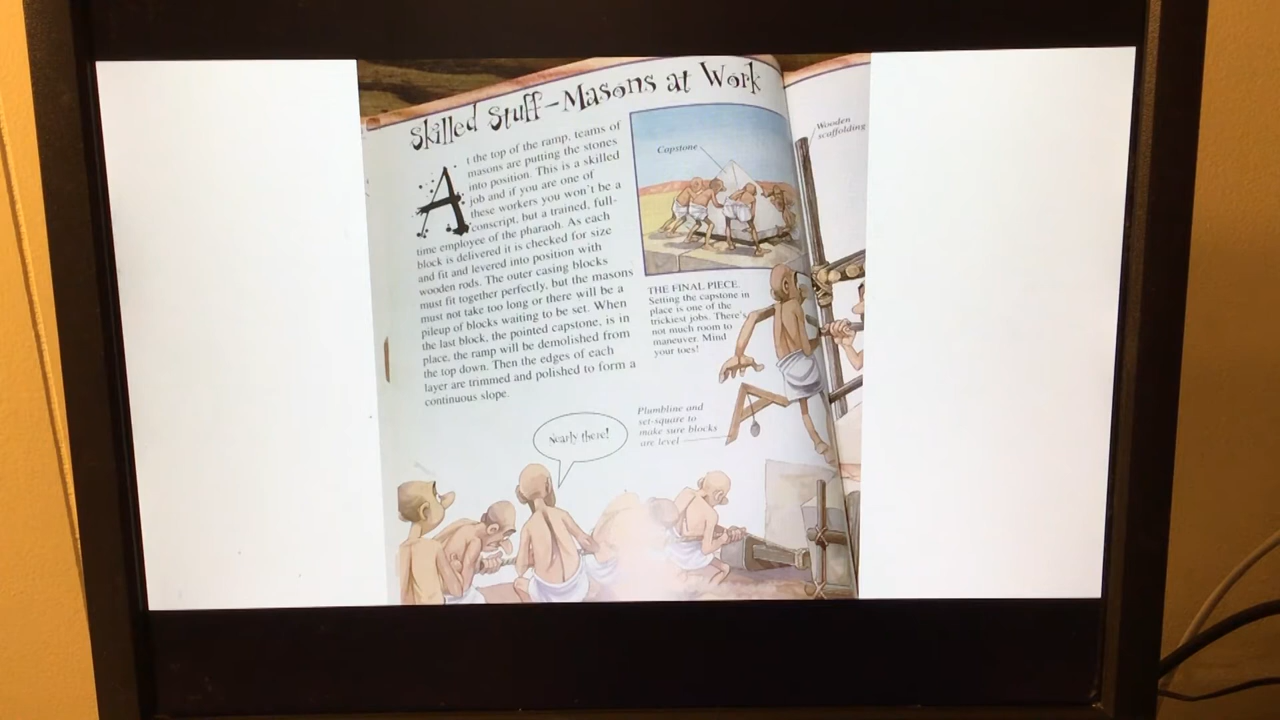 Skilled Stuff–Masons at Work
At the top of the ramp, teams of
masons are putting the stones
into position. This is a skilled
job and if you are one of
these workers you won't be a
conscript, but a trained, full-
time employee of the pharaoh. As each
block is delivered it is checked for size
and fit and levered into position with
wooden rods. The outer casing blocks
must fit together perfectly, but the masons
must not take too long or there will be a
pileup of blocks waiting to be set. When
the last block, the pointed capstone, is in
place, the ramp will be demolished from
the top down. Then the edges of each
layer are trimmed and polished to form a
continuous slope.
Capstone
THE FINAL PIECE.
Setting the capstone in
place is one of the
trickiest jobs. There's
not much room to
maneuver. Mind
your toes!
Wooden
scaffolding
Plumbline and
set-square to
make sure blocks
are level
Nearly there!